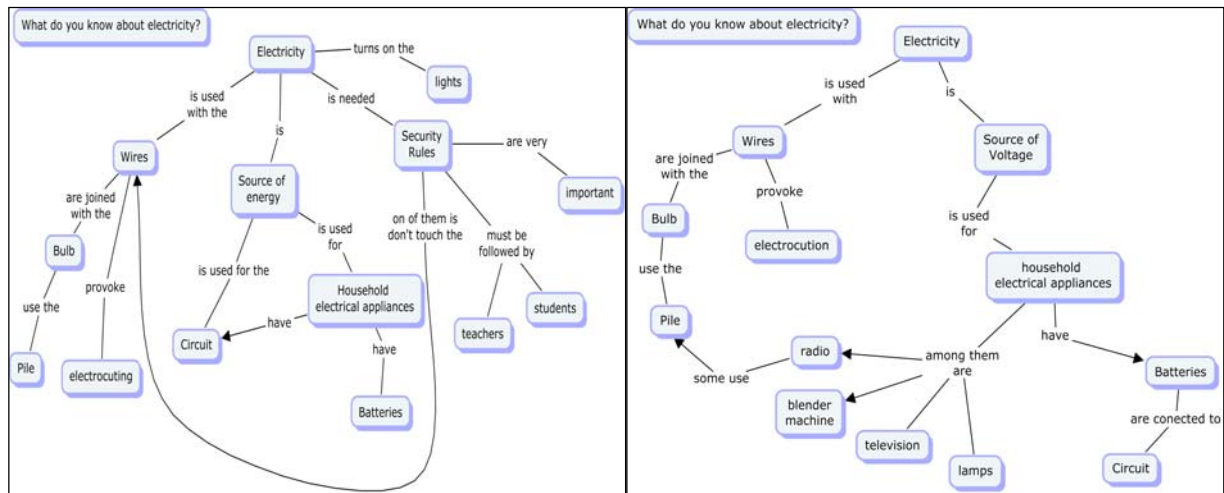 What do you know about electricity?
Electricity
turns on the
lights
is used
with the
is
is needed
Wires
Source of
energy
Security
Rules
are very
important
are joined
with the
Bulb
use the
Pile
provoke
electrocuting
is used for the
Circuit
is used
for
Household
electrical appliances
have
have
Batteries
on of them is
don't touch the
must be
followed by
teachers
students
What do you know about electricity?
Electricity
is used
with
is
Wires
Source of
Voltage
are joined
with the
Bulb
use the
Pile
provoke
electrocution
is used
for
household
electrical appliances
among them
are
radio
some use
blender
machine
television
lamps
have
Batteries
are conected to
Circuit